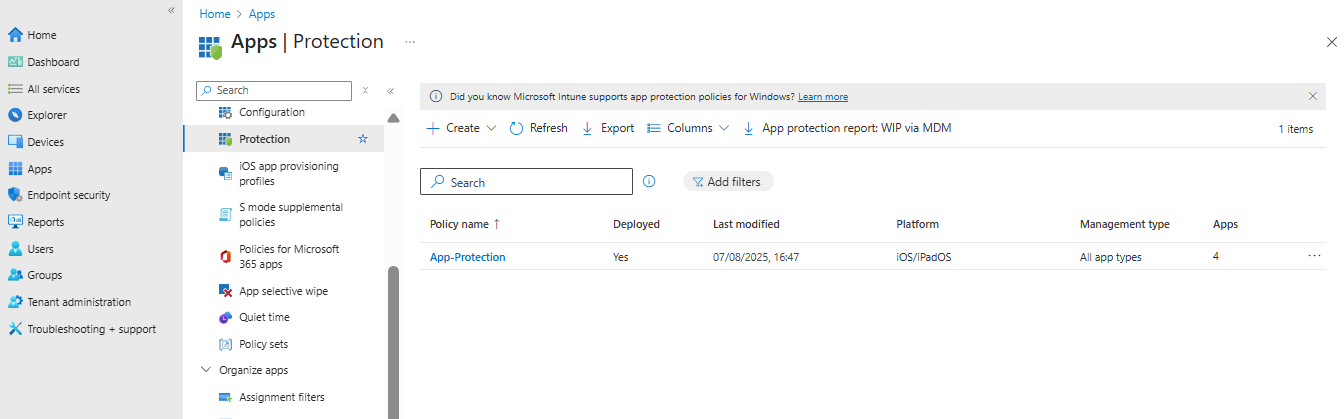 Home > Apps
Apps | Protection ...
Home
Dashboard
All services
Explorer
Devices
Apps
Endpoint security
Reports
Users
Groups
Tenant administration
Troubleshooting + support
Search
Configuration
Protection
iOS app provisioning
profiles
S mode supplemental
policies
Policies for Microsoft
365 apps
App selective wipe
Quiet time
Policy sets
Organize apps
Assignment filters
Did you know Microsoft Intune supports app protection policies for Windows? Learn more
Create Refresh Export Columns App protection report: WIP via MDM 1 items
Search Add filters
Policy name ↑ Deployed Last modified Platform Management type Apps
App-Protection Yes 07/08/2025, 16:47 iOS/iPadOS All app types 4 ...